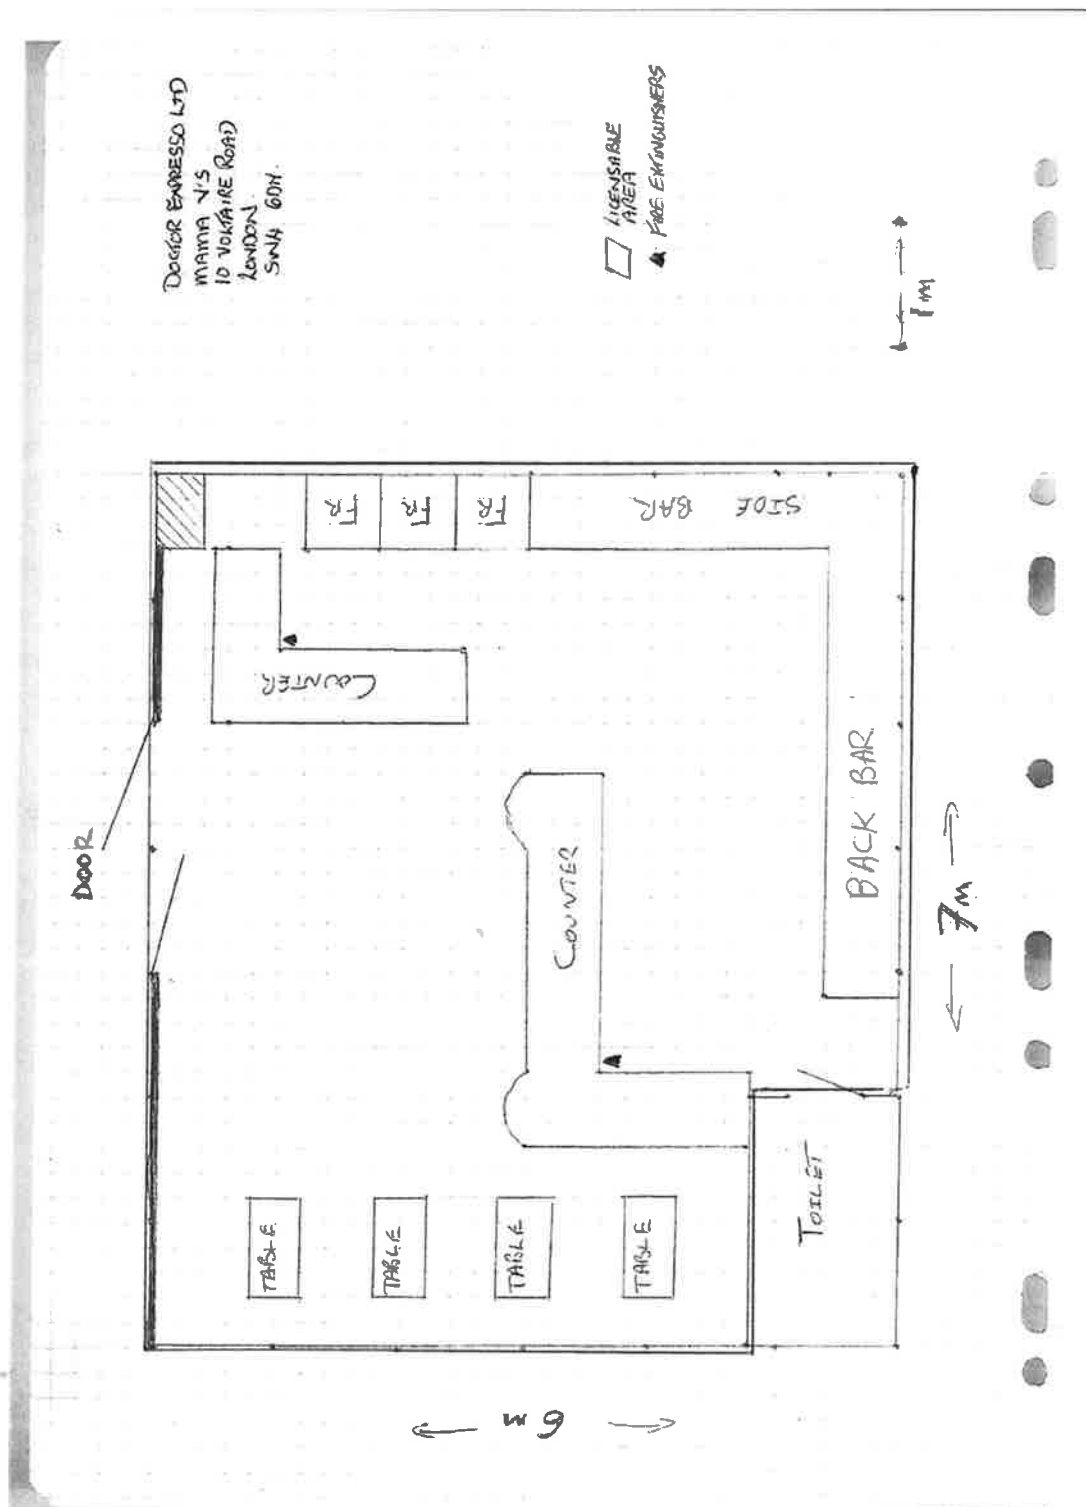 DOCTOR EXPRESSO LTD
MAMA V'S
10 VOLTAIRE ROAD
LONDON.
SW4 6DH.
LICENSABLE
AREA
FIRE EXTINGUISHERS
1m
DOOR
FR
FR
FR
SIDE BAR
COUNTER
COUNTER
BACK BAR
7m
TABLE
TABLE
TABLE
TABLE
TOILET
6m